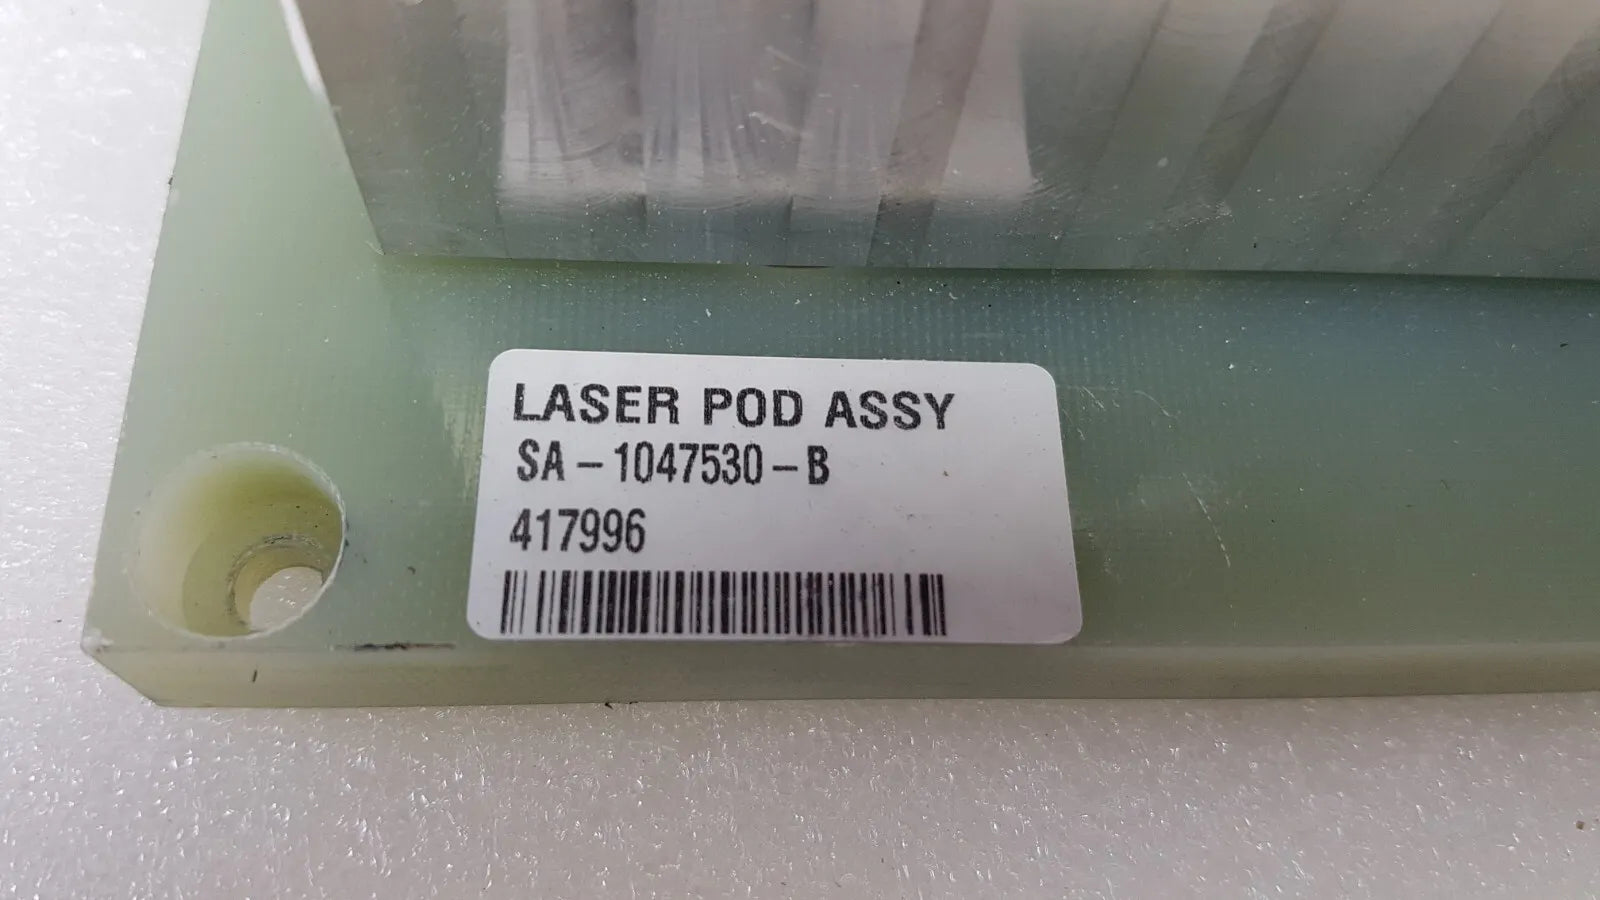 LASER POD ASSY
SA-1047530-B
417996